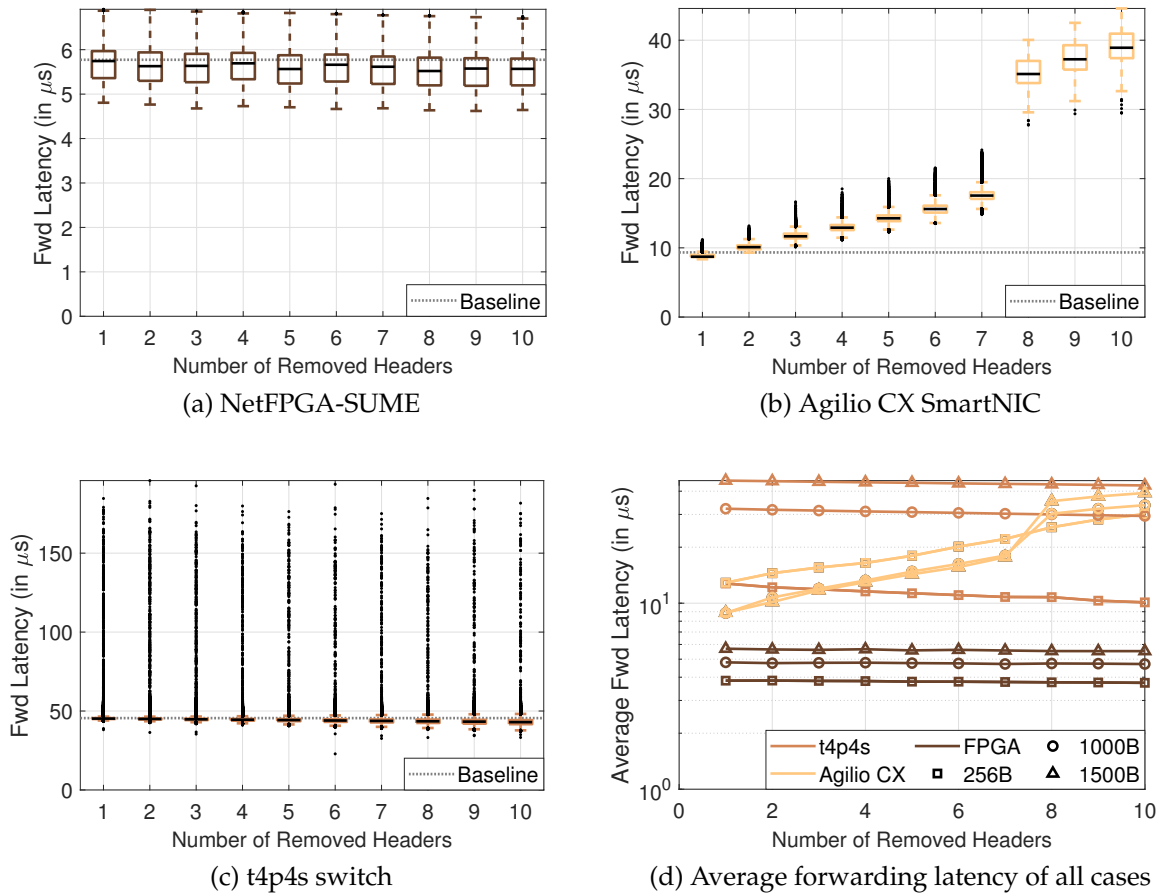 6
5
4
3
2
1
0
Fwd Latency (in μs)
Baseline
1 2 3 4 5 6 7 8 9 10
Number of Removed Headers
(a) NetFPGA-SUME
40
30
20
10
0
Fwd Latency (in μs)
Baseline
1 2 3 4 5 6 7 8 9 10
Number of Removed Headers
(b) Agilio CX SmartNIC
150
100
50
0
Fwd Latency (in μs)
Baseline
1 2 3 4 5 6 7 8 9 10
Number of Removed Headers
(c) t4p4s switch
10¹
10⁰
Average Fwd Latency (in μs)
t4p4s FPGA 1000B
Agilio CX 256B 1500B
0 2 4 6 8 10
Number of Removed Headers
(d) Average forwarding latency of all cases